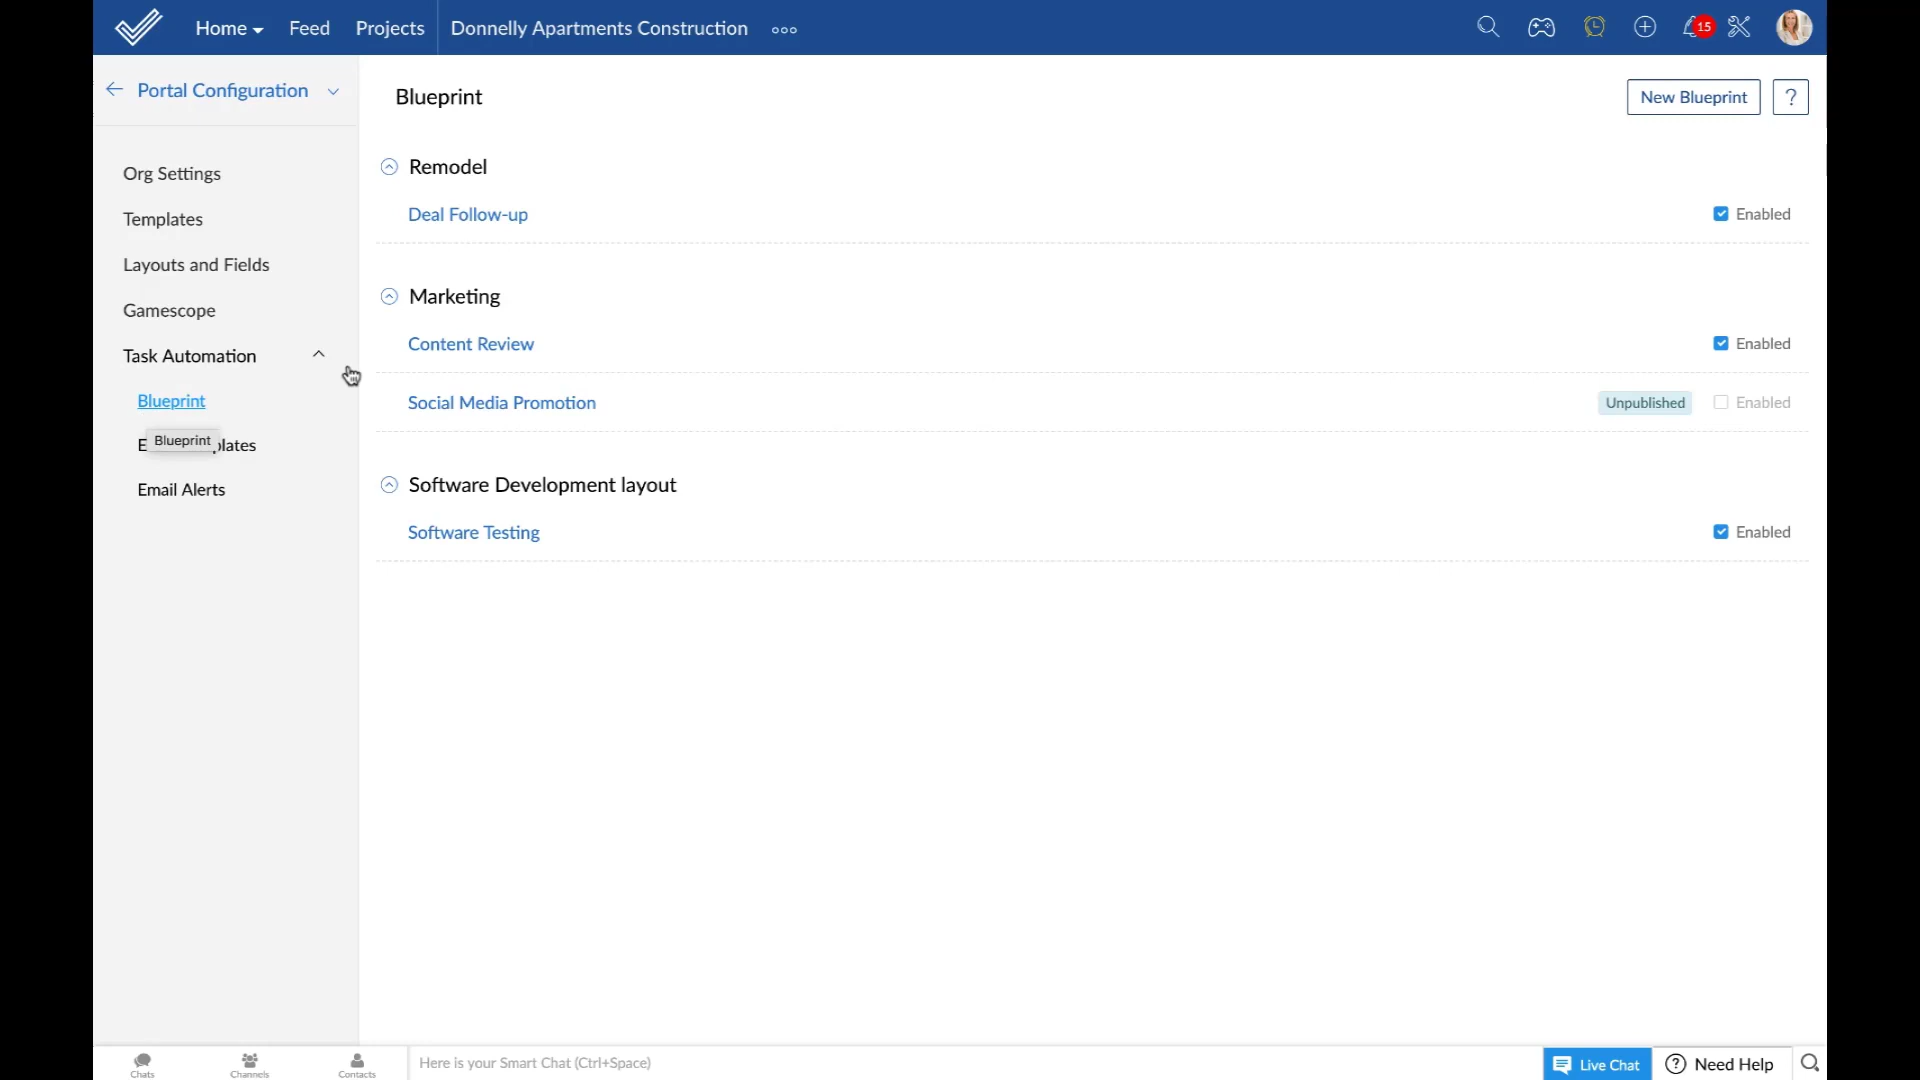 Home Feed Projects Donnelly Apartments Construction 15
Portal Configuration
Blueprint
New Blueprint ?
Org Settings
Templates
Layouts and Fields
Gamescope
Task Automation
Blueprint
Blueprint
E plates
Email Alerts
Remodel
Deal Follow-up Enabled
Marketing
Content Review Enabled
Social Media Promotion Unpublished Enabled
Software Development layout
Software Testing Enabled
Chats Channels Contacts Here is your Smart Chat (Ctrl+Space) Live Chat ? Need Help